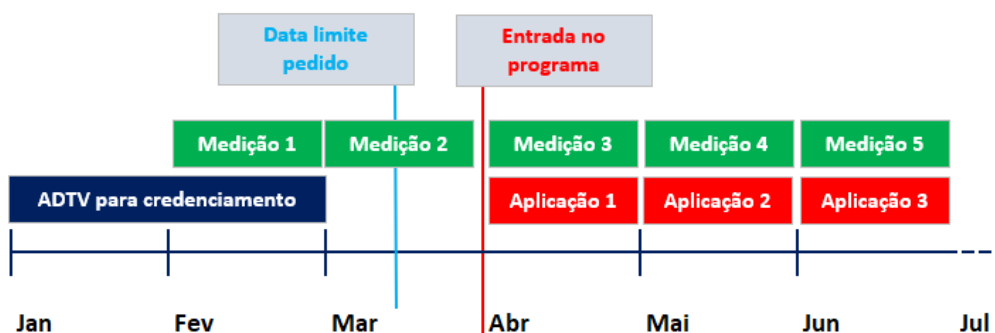 Data limite
pedido
Entrada no
programa
Medição 1
Medição 2
Medição 3
Medição 4
Medição 5
ADTV para credenciamento
Aplicação 1
Aplicação 2
Aplicação 3
Jan
Fev
Mar
Abr
Mai
Jun
Jul